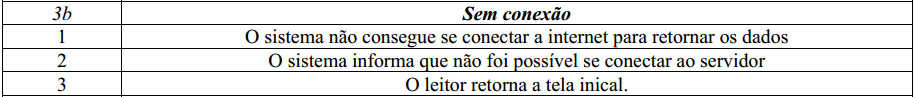 3b Sem conexão
1 O sistema não consegue se conectar a internet para retornar os dados
2 O sistema informa que não foi possível se conectar ao servidor
3 O leitor retorna a tela inical.